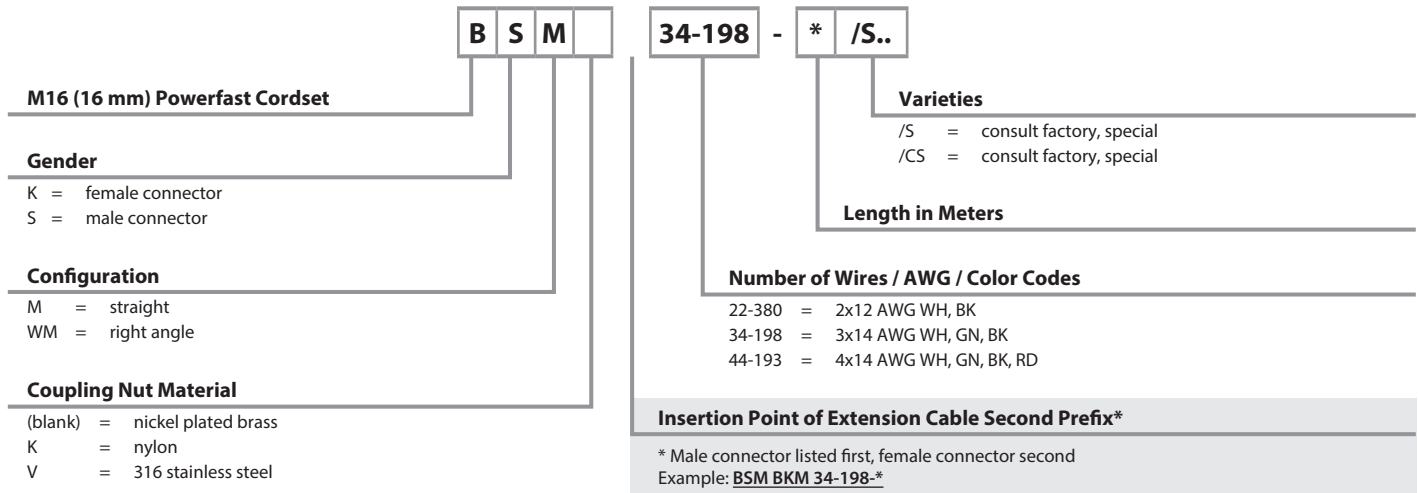 B S M 34-198 - * /S..
M16 (16 mm) Powerfast Cordset
Gender
K = female connector
S = male connector
Configuration
M = straight
WM = right angle
Coupling Nut Material
(blank) = nickel plated brass
K = nylon
V = 316 stainless steel
Varieties
/S = consult factory, special
/CS = consult factory, special
Length in Meters
Number of Wires / AWG / Color Codes
22-380 = 2x12 AWG WH, BK
34-198 = 3x14 AWG WH, GN, BK
44-193 = 4x14 AWG WH, GN, BK, RD
Insertion Point of Extension Cable Second Prefix*
* Male connector listed first, female connector second
Example: BSM BKM 34-198-*